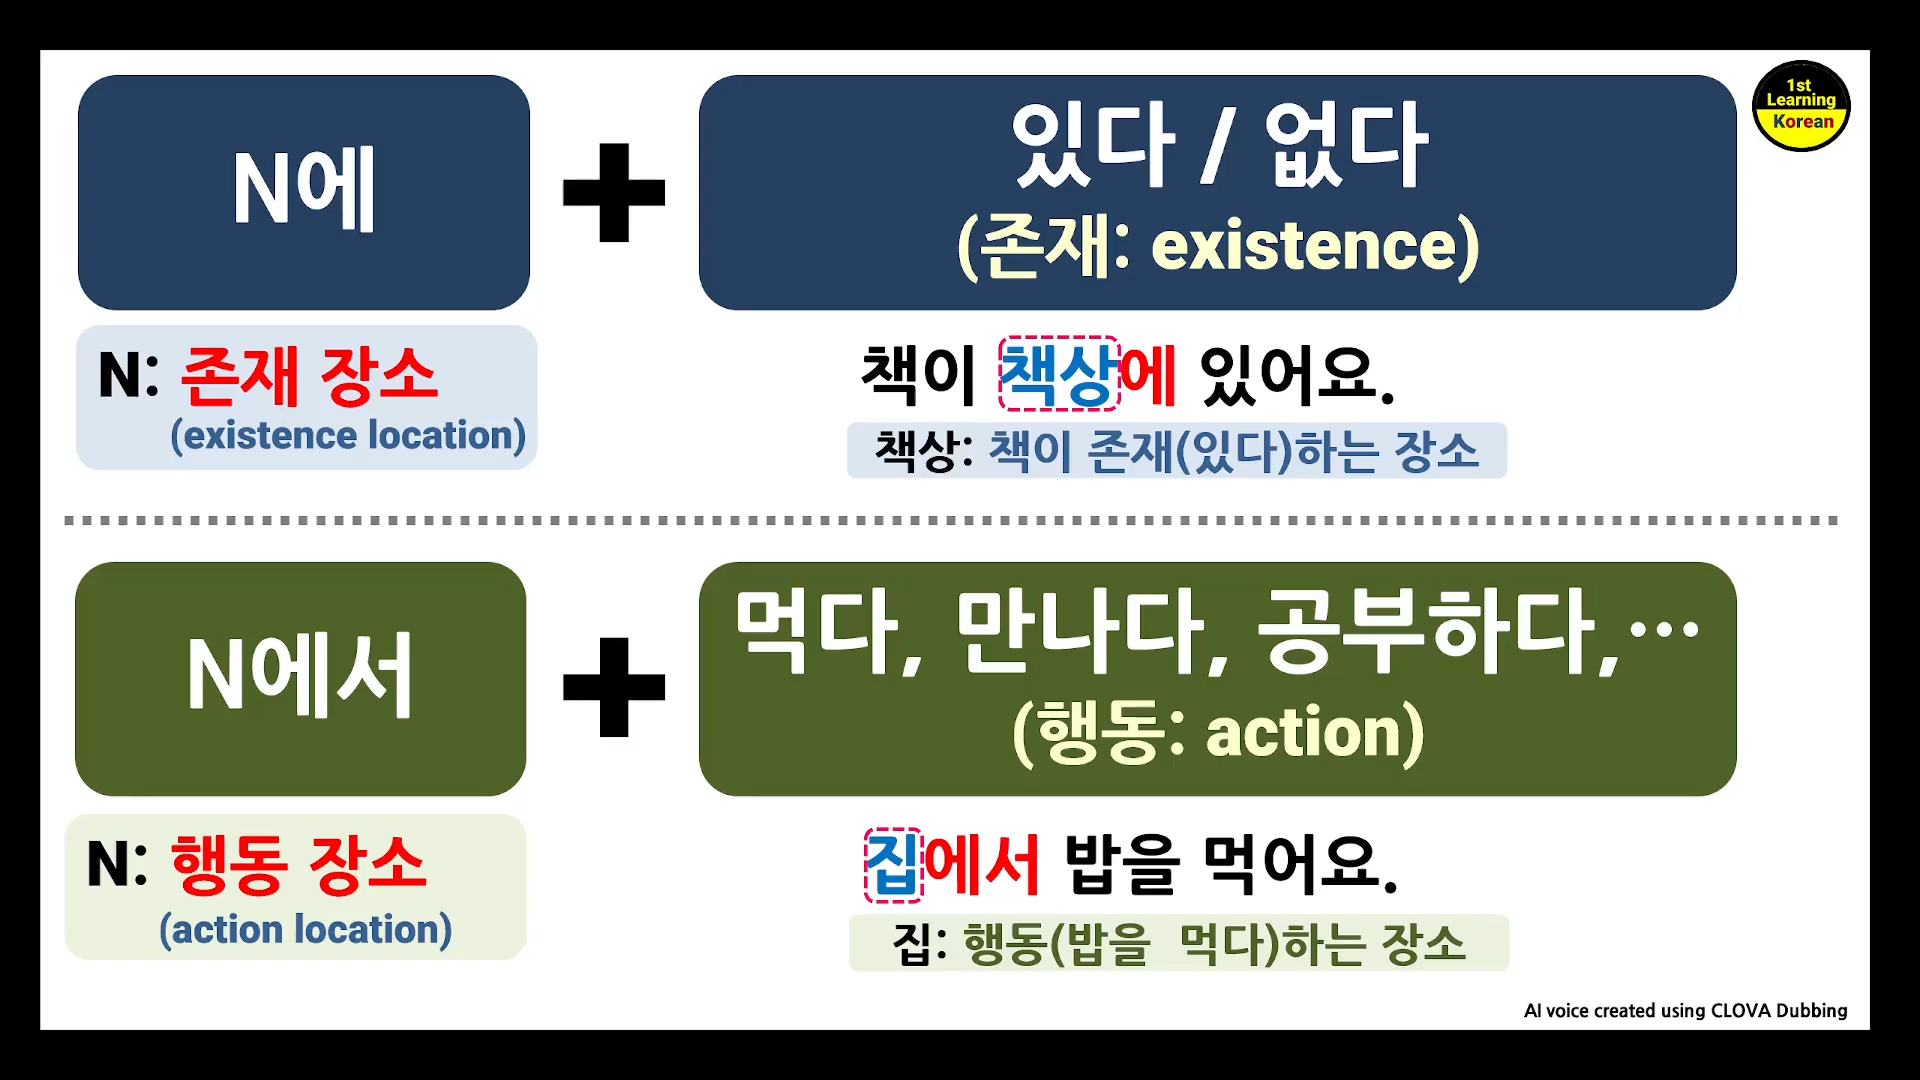 1st
Learning
Korean
N에
있다 / 없다
(존재: existence)
N: 존재 장소
(existence location)
책이 책상에 있어요.
책상: 책이 존재(있다)하는 장소
N에서
먹다, 만나다, 공부하다,…
(행동: action)
N: 행동 장소
(action location)
집에서 밥을 먹어요.
집: 행동(밥을 먹다)하는 장소
AI voice created using CLOVA Dubbing